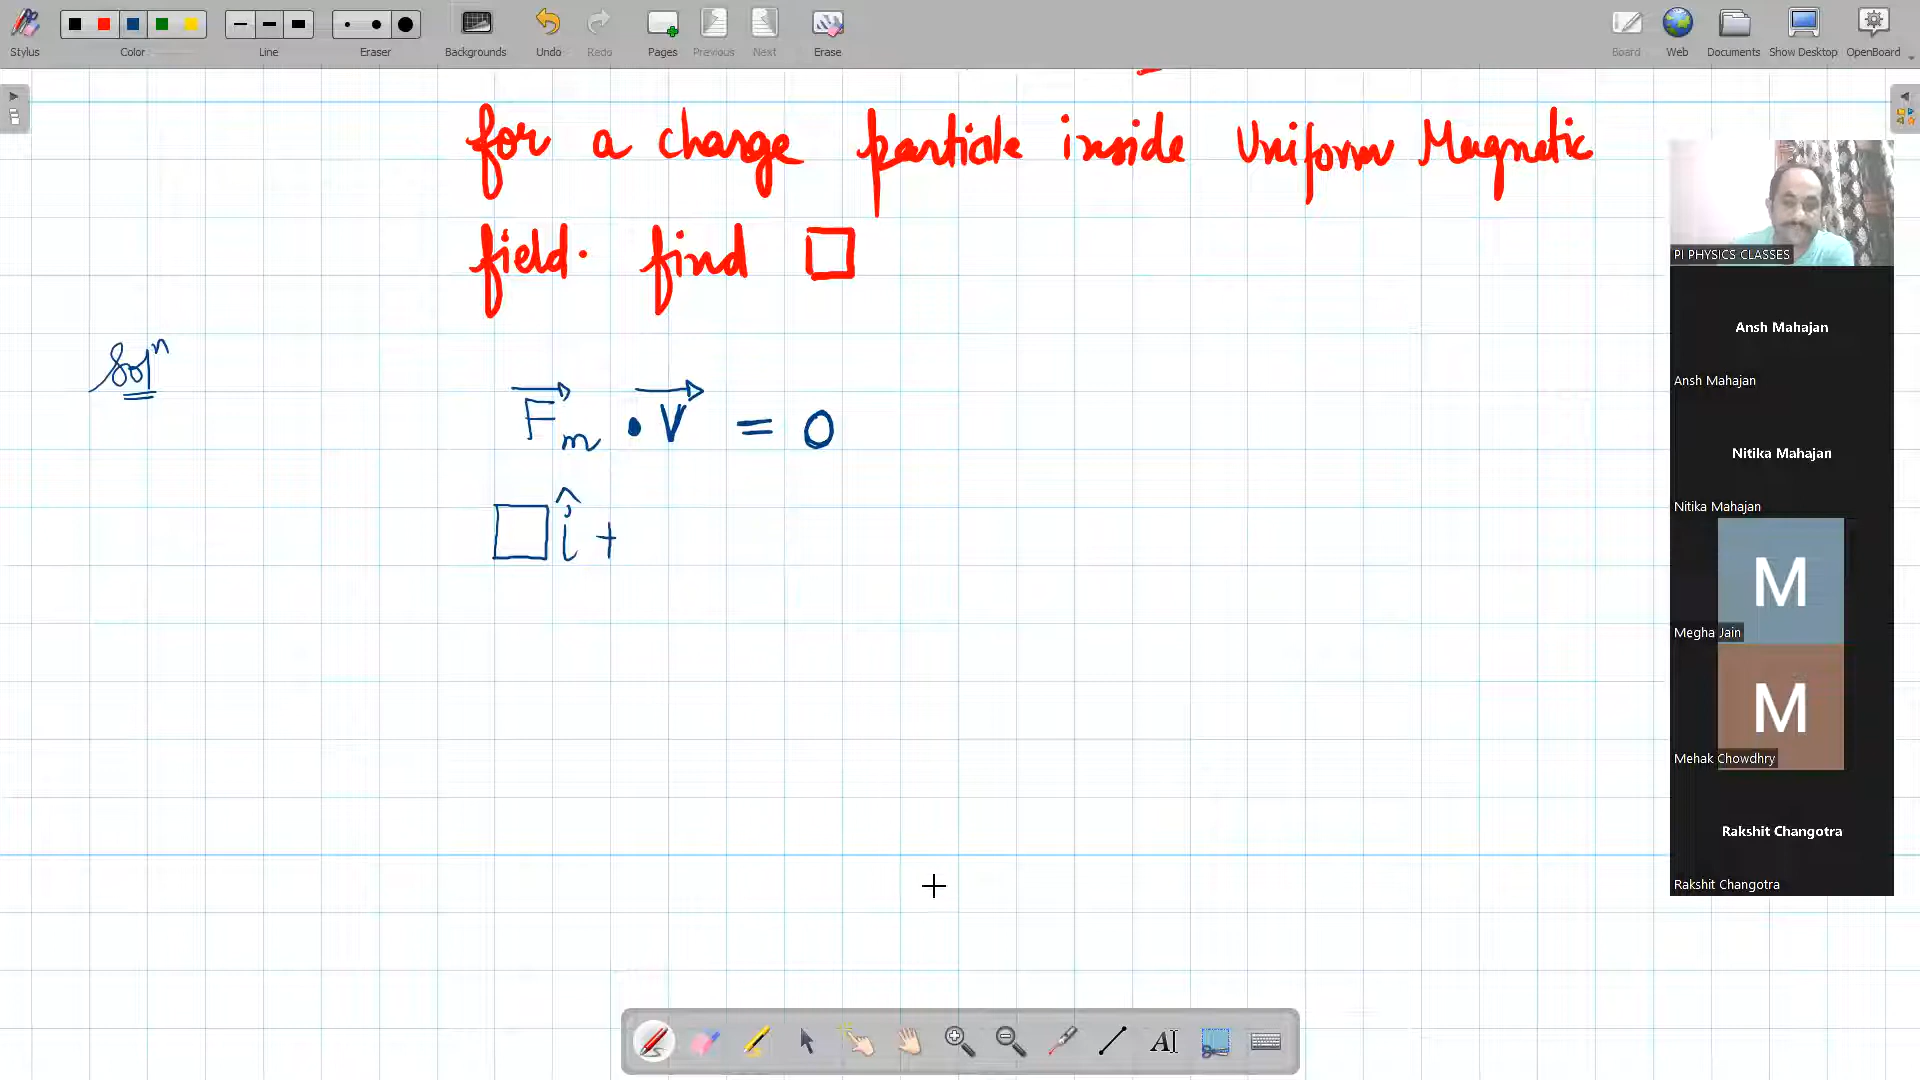 Stylus
Color
Line
Eraser
Backgrounds
Undo
Redo
Pages
Previous
Next
Erase
Board
Web
Documents
Show Desktop
OpenBoard
for a charge particle inside Uniform Magnetic
field. find □
Solⁿ
F⃗m • V⃗ = 0
□ î +
PI PHYSICS CLASSES
Ansh Mahajan
Ansh Mahajan
Nitika Mahajan
Nitika Mahajan
M
Megha Jain
M
Mehak Chowdhry
Rakshit Changotra
Rakshit Changotra